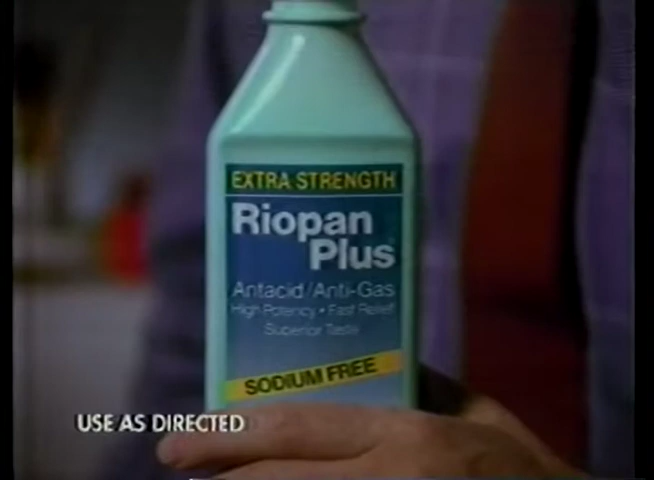 EXTRA STRENGTH
Riopan
Plus
Antacid/Anti-Gas
High Potency • Fast Relief
Superior Taste
SODIUM FREE
USE AS DIRECTED